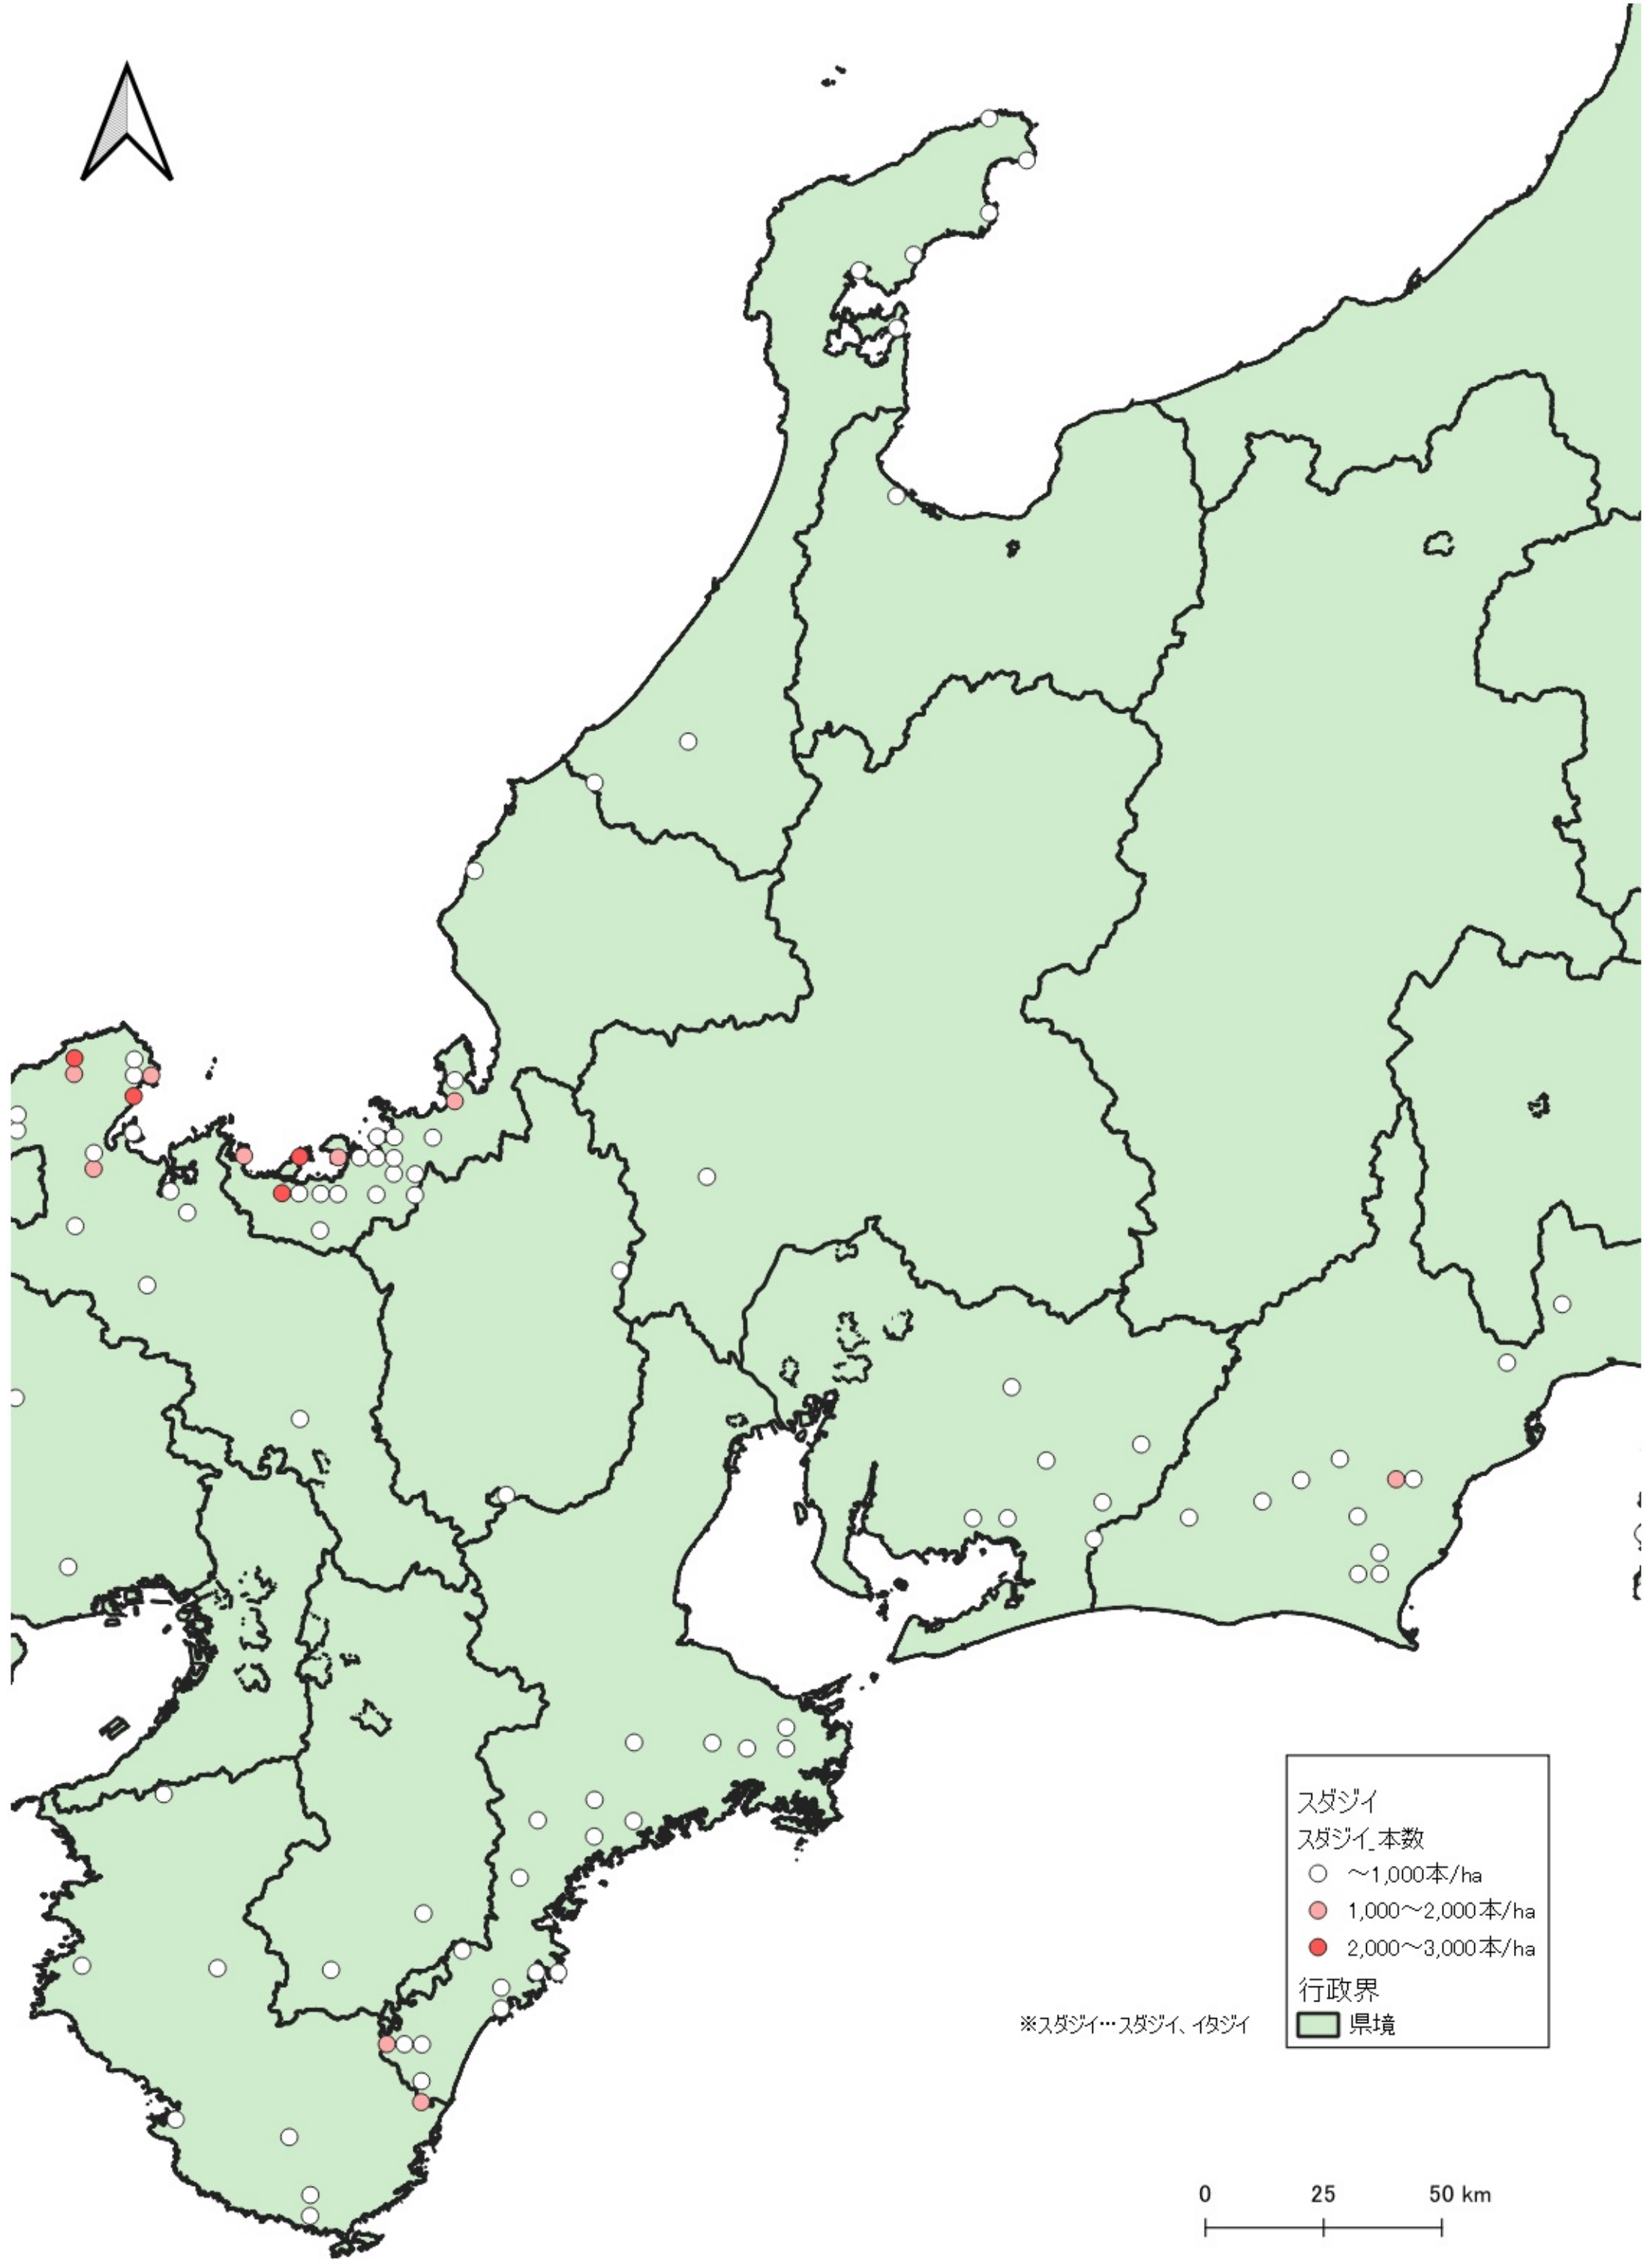 スダジイ
スダジイ_本数
～1,000本/ha
1,000～2,000本/ha
2,000～3,000本/ha
行政界
県境
※スダジイ…スダジイ、イタジイ
0 25 50 km